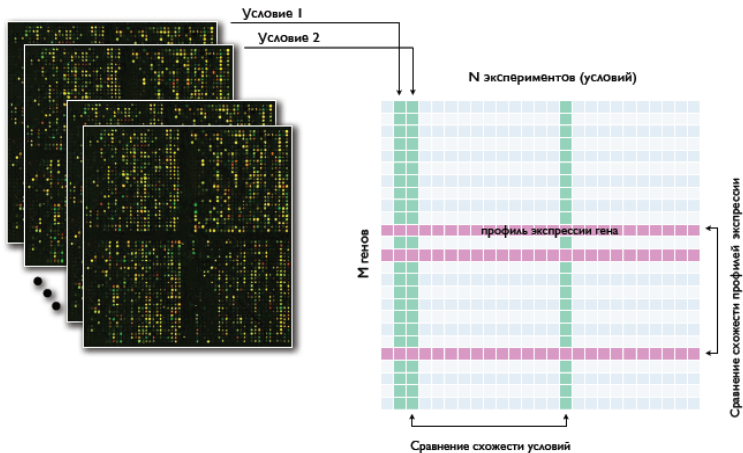 Условие 1
Условие 2
N экспериментов (условий)
M генов
профиль экспрессии гена
Сравнение схожести профилей экспрессии
Сравнение схожести условий